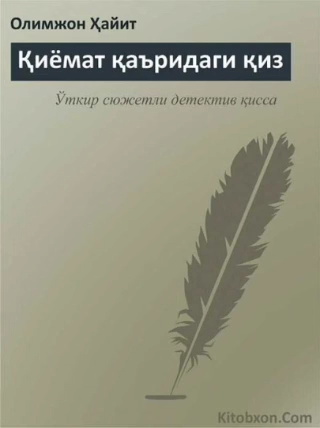 Олимжон Ҳайит
Қиёмат қаъридаги қиз
Ўткир сюжетли детектив қисса
Kitobxon.Com